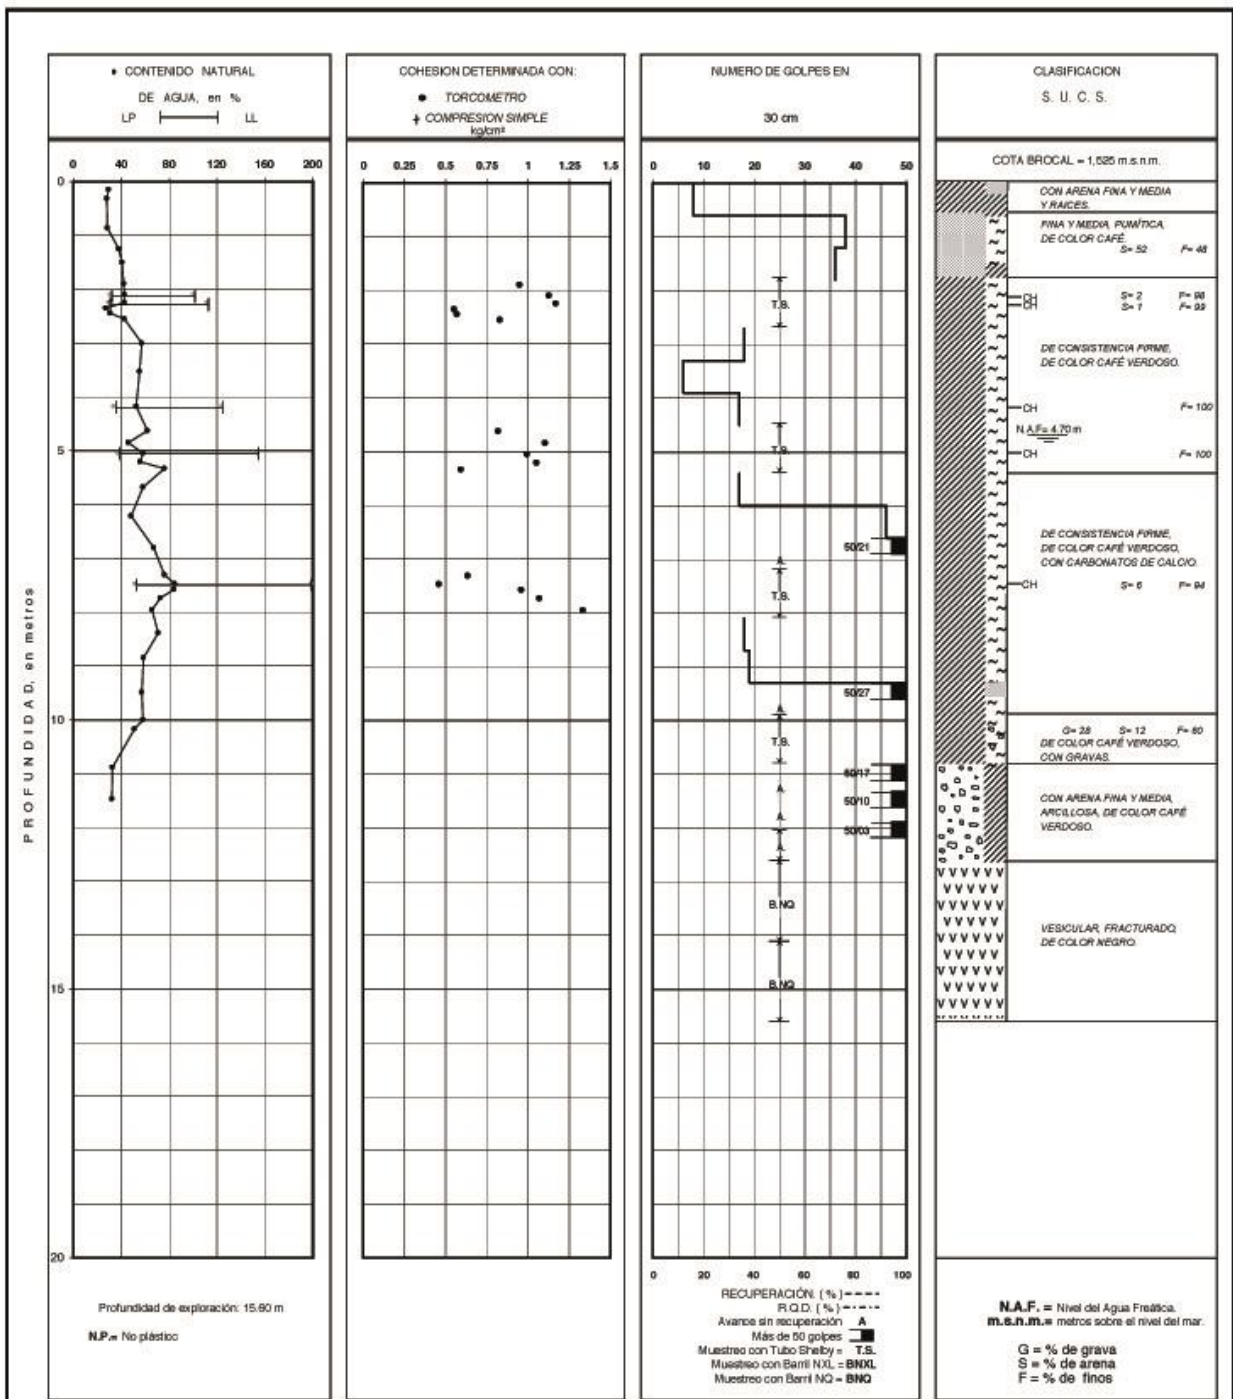 • CONTENIDO NATURAL
DE AGUA, en %
LP LL
COHESION DETERMINADA CON:
● TORCOMETRO
COMPRESION SIMPLE
kg/cm²
NUMERO DE GOLPES EN
30 cm
CLASIFICACION
S. U. C. S.
COTA BROCAL = 1,525 m.s.n.m.
0 40 80 120 160 200
0 0.25 0.5 0.75 1 1.25 1.5
0 10 20 30 40 50
PROFUNDIDAD, en metros
0
5
10
15
20
CON ARENA FINA Y MEDIA
Y RAICES.
FINA Y MEDIA, PUMÍTICA,
DE COLOR CAFÉ.
S= 52 F= 48
T.S.
CH S= 2 F= 98
CH S= 1 F= 99
DE CONSISTENCIA FIRME,
DE COLOR CAFÉ VERDOSO.
CH F= 100
N.A.F= 4.70 m
T.S.
CH F= 100
50/21
A
T.S.
DE CONSISTENCIA FIRME,
DE COLOR CAFÉ VERDOSO,
CON CARBONATOS DE CALCIO.
CH S= 6 F= 94
50/27
A
T.S.
G= 28 S= 12 F= 60
DE COLOR CAFÉ VERDOSO,
CON GRAVAS.
50/17
A
50/10
A
50/03
A
CON ARENA FINA Y MEDIA,
ARCILLOSA, DE COLOR CAFÉ
VERDOSO.
BNQ
BNQ
VESICULAR, FRACTURADO,
DE COLOR NEGRO.
0 20 40 60 80 100
Profundidad de exploración: 15.60 m
N.P.= No plástico
RECUPERACIÓN. ( % )
R.Q.D. ( % )
Avance sin recuperación A
Más de 50 golpes
Muestreo con Tubo Shelby = T.S.
Muestreo con Barril NXL = BNXL
Muestreo con Barril NQ = BNQ
N.A.F. = Nivel del Agua Freática.
m.s.n.m.= metros sobre el nivel del mar.
G = % de grava
S = % de arena
F = % de finos